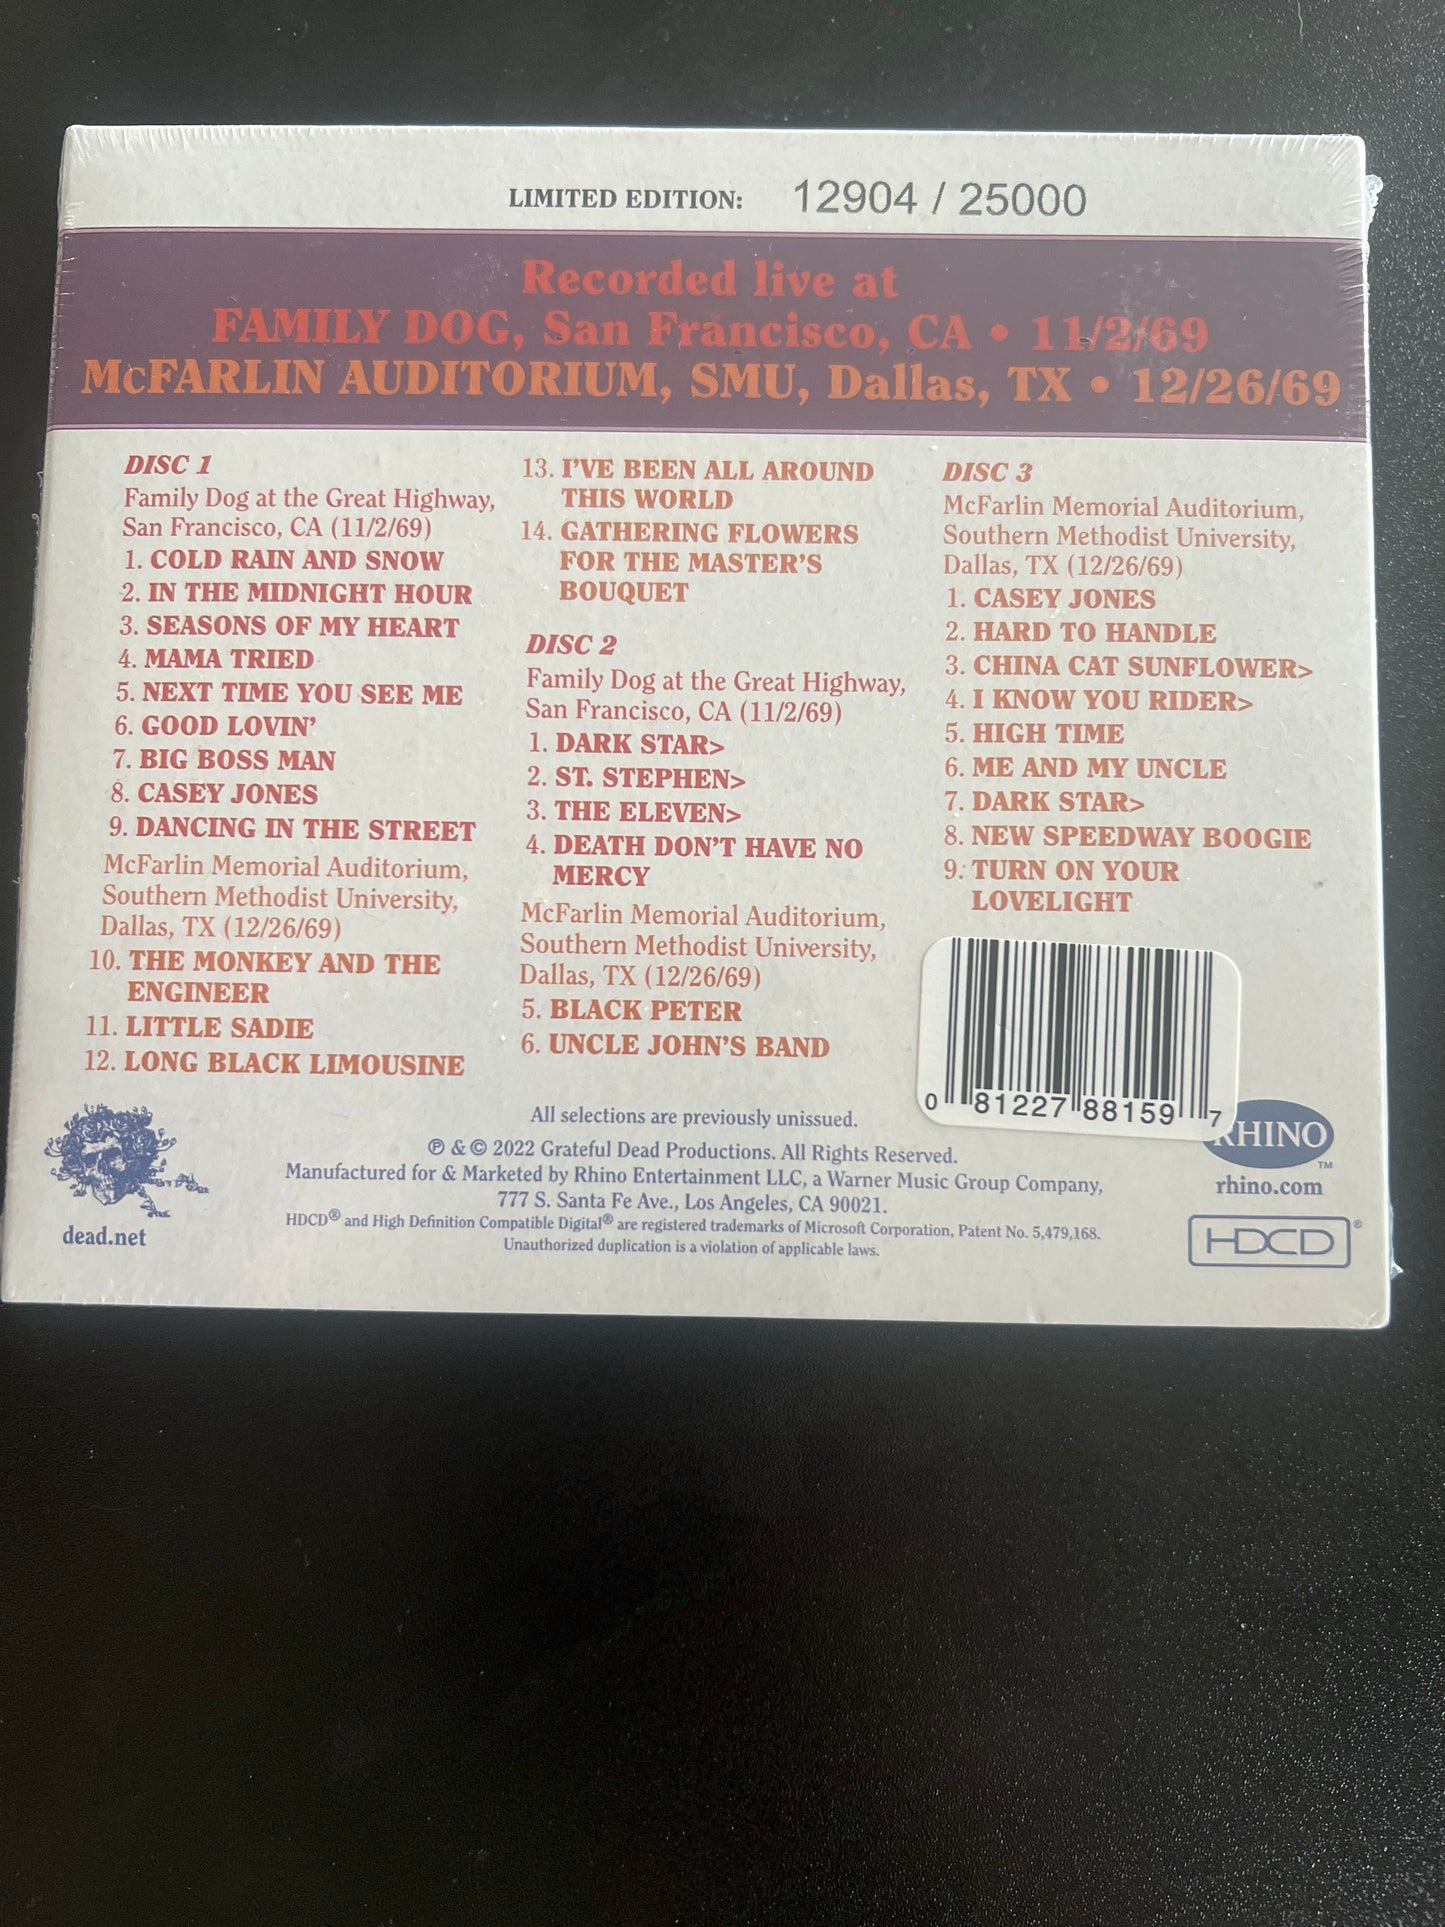 LIMITED EDITION: 12904 / 25000
Recorded live at
FAMILY DOG, San Francisco, CA • 11/2/69
McFARLIN AUDITORIUM, SMU, Dallas, TX • 12/26/69
DISC 1
Family Dog at the Great Highway,
San Francisco, CA (11/2/69)
1. COLD RAIN AND SNOW
2. IN THE MIDNIGHT HOUR
3. SEASONS OF MY HEART
4. MAMA TRIED
5. NEXT TIME YOU SEE ME
6. GOOD LOVIN'
7. BIG BOSS MAN
8. CASEY JONES
9. DANCING IN THE STREET
McFarlin Memorial Auditorium,
Southern Methodist University,
Dallas, TX (12/26/69)
10. THE MONKEY AND THE
ENGINEER
11. LITTLE SADIE
12. LONG BLACK LIMOUSINE
13. I'VE BEEN ALL AROUND
THIS WORLD
14. GATHERING FLOWERS
FOR THE MASTER'S
BOUQUET
DISC 2
Family Dog at the Great Highway,
San Francisco, CA (11/2/69)
1. DARK STAR>
2. ST. STEPHEN>
3. THE ELEVEN>
4. DEATH DON'T HAVE NO
MERCY
McFarlin Memorial Auditorium,
Southern Methodist University,
Dallas, TX (12/26/69)
5. BLACK PETER
6. UNCLE JOHN'S BAND
DISC 3
McFarlin Memorial Auditorium,
Southern Methodist University,
Dallas, TX (12/26/69)
1. CASEY JONES
2. HARD TO HANDLE
3. CHINA CAT SUNFLOWER>
4. I KNOW YOU RIDER>
5. HIGH TIME
6. ME AND MY UNCLE
7. DARK STAR>
8. NEW SPEEDWAY BOOGIE
9. TURN ON YOUR
LOVELIGHT
0 81227 88159 7
All selections are previously unissued.
℗ & © 2022 Grateful Dead Productions. All Rights Reserved.
Manufactured for & Marketed by Rhino Entertainment LLC, a Warner Music Group Company,
777 S. Santa Fe Ave., Los Angeles, CA 90021.
HDCD® and High Definition Compatible Digital® are registered trademarks of Microsoft Corporation, Patent No. 5,479,168.
Unauthorized duplication is a violation of applicable laws.
dead.net
RHINO™
rhino.com
HDCD®